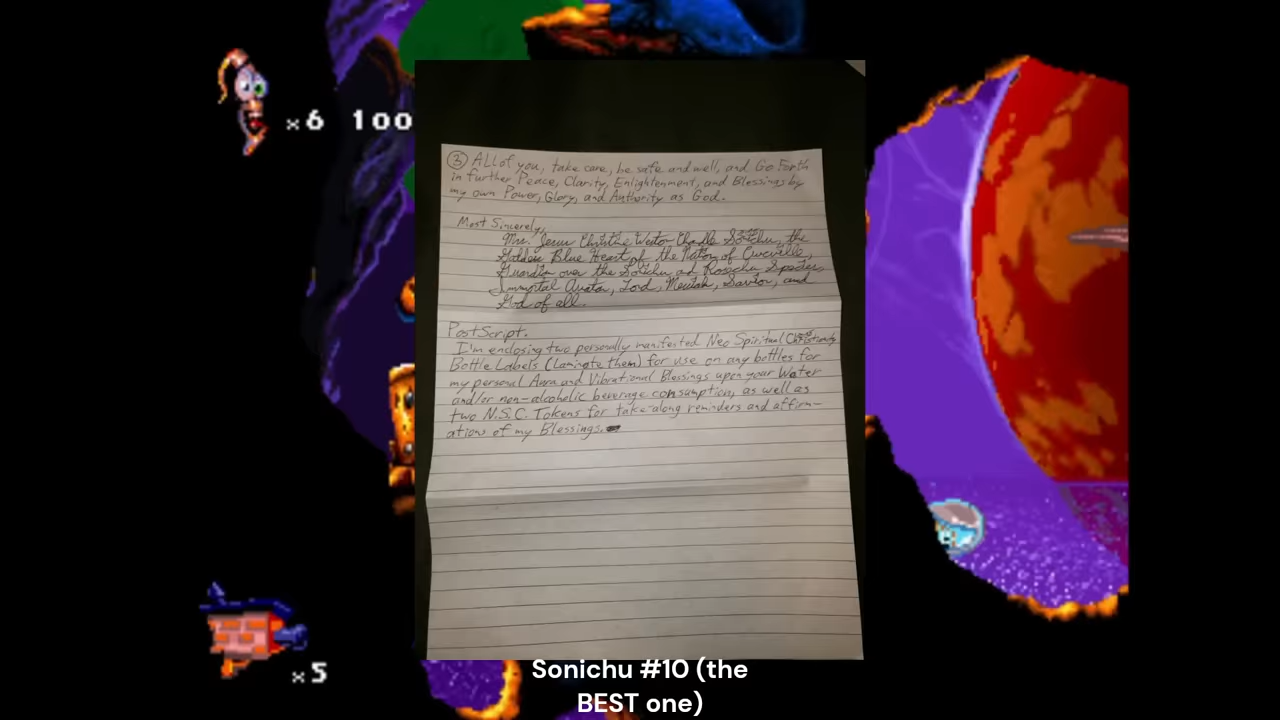 x6 100
③ All of you, take care, be safe and well, and Go Forth
in further Peace, Clarity, Enlightenment, and Blessings by
my own Power, Glory, and Authority as God.
Most Sincerely,
Mrs. Jesus Christine Weston Chandler Sonichu, the
Golden Blue Heart of the Nation of Cwcville,
Guardian over the Sonichu and Rosechu Species,
Immortal Avatar, Lord, Savior, and
God of all.
PostScript.
I'm enclosing two personally manifested Neo Spiritual Christianity
Bottle Labels (Laminate them) for use on any bottles for
my personal Aura and Vibrational Blessings upon your Water
and/or non-alcoholic beverage consumption, as well as
two N.S.C. Tokens for take-along reminders and affirm-
ations of my Blessings.
x5
Sonichu #10 (the
BEST one)